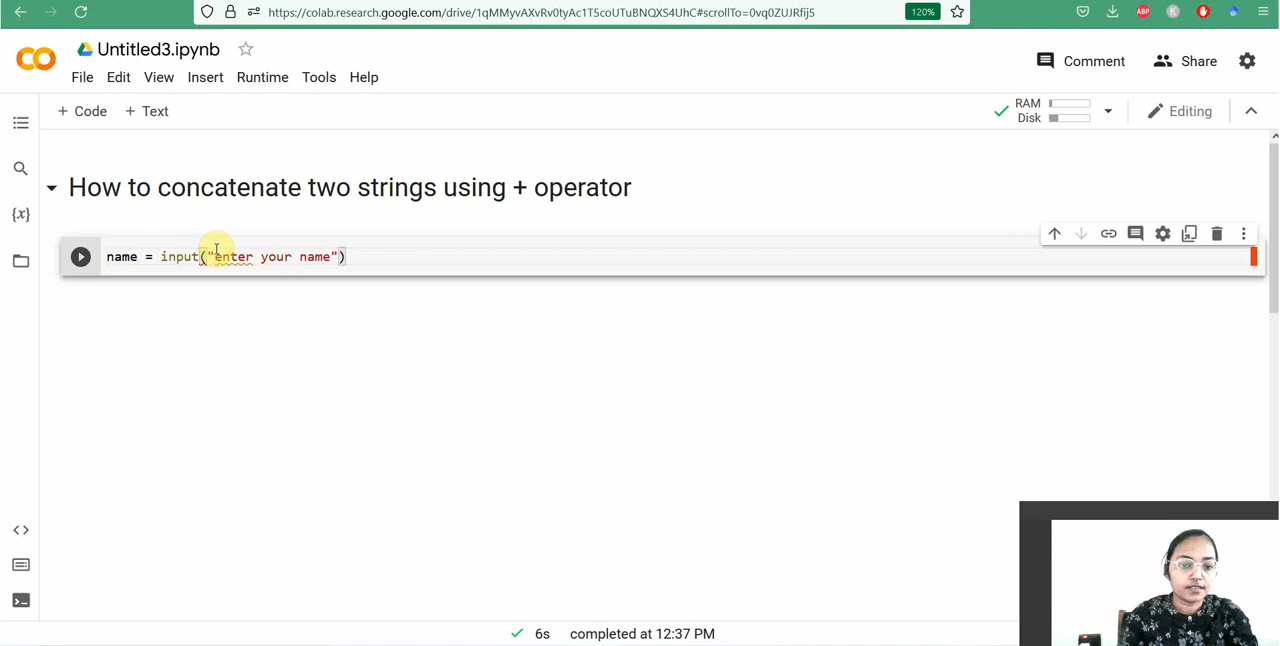 https://colab.research.google.com/drive/1qMMyvAXvRv0tyAc1T5coUTuBNQXS4UhC#scrollTo=0vq0ZUJRfij5
120%
ABP
K
Untitled3.ipynb
File Edit View Insert Runtime Tools Help
Comment
Share
+ Code + Text
RAM
Disk
Editing
How to concatenate two strings using + operator
{x}
name = input("enter your name")
6s completed at 12:37 PM